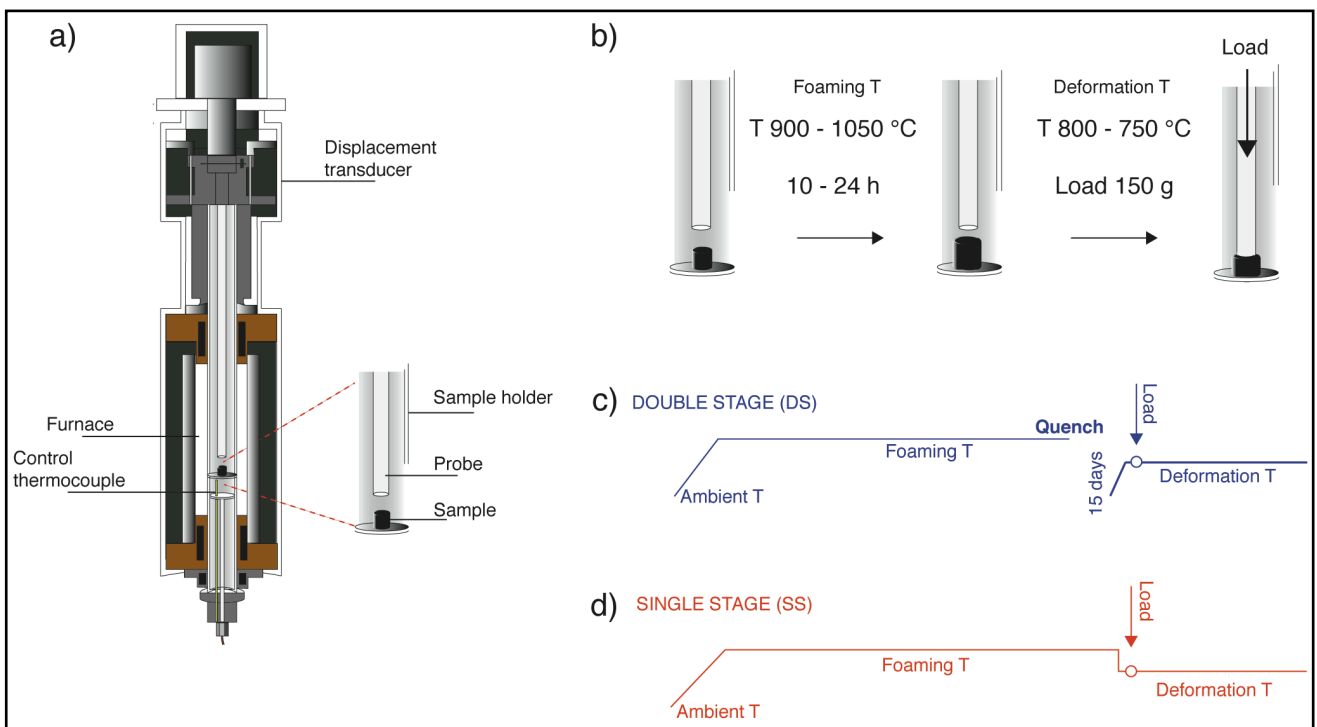 a)
Displacement
transducer
Furnace
Control
thermocouple
Sample holder
Probe
Sample
b)
Load
Foaming T
T 900 - 1050 °C
10 - 24 h
Deformation T
T 800 - 750 °C
Load 150 g
c) DOUBLE STAGE (DS)
Ambient T
Foaming T
Quench
15 days
Load
Deformation T
d) SINGLE STAGE (SS)
Ambient T
Foaming T
Load
Deformation T